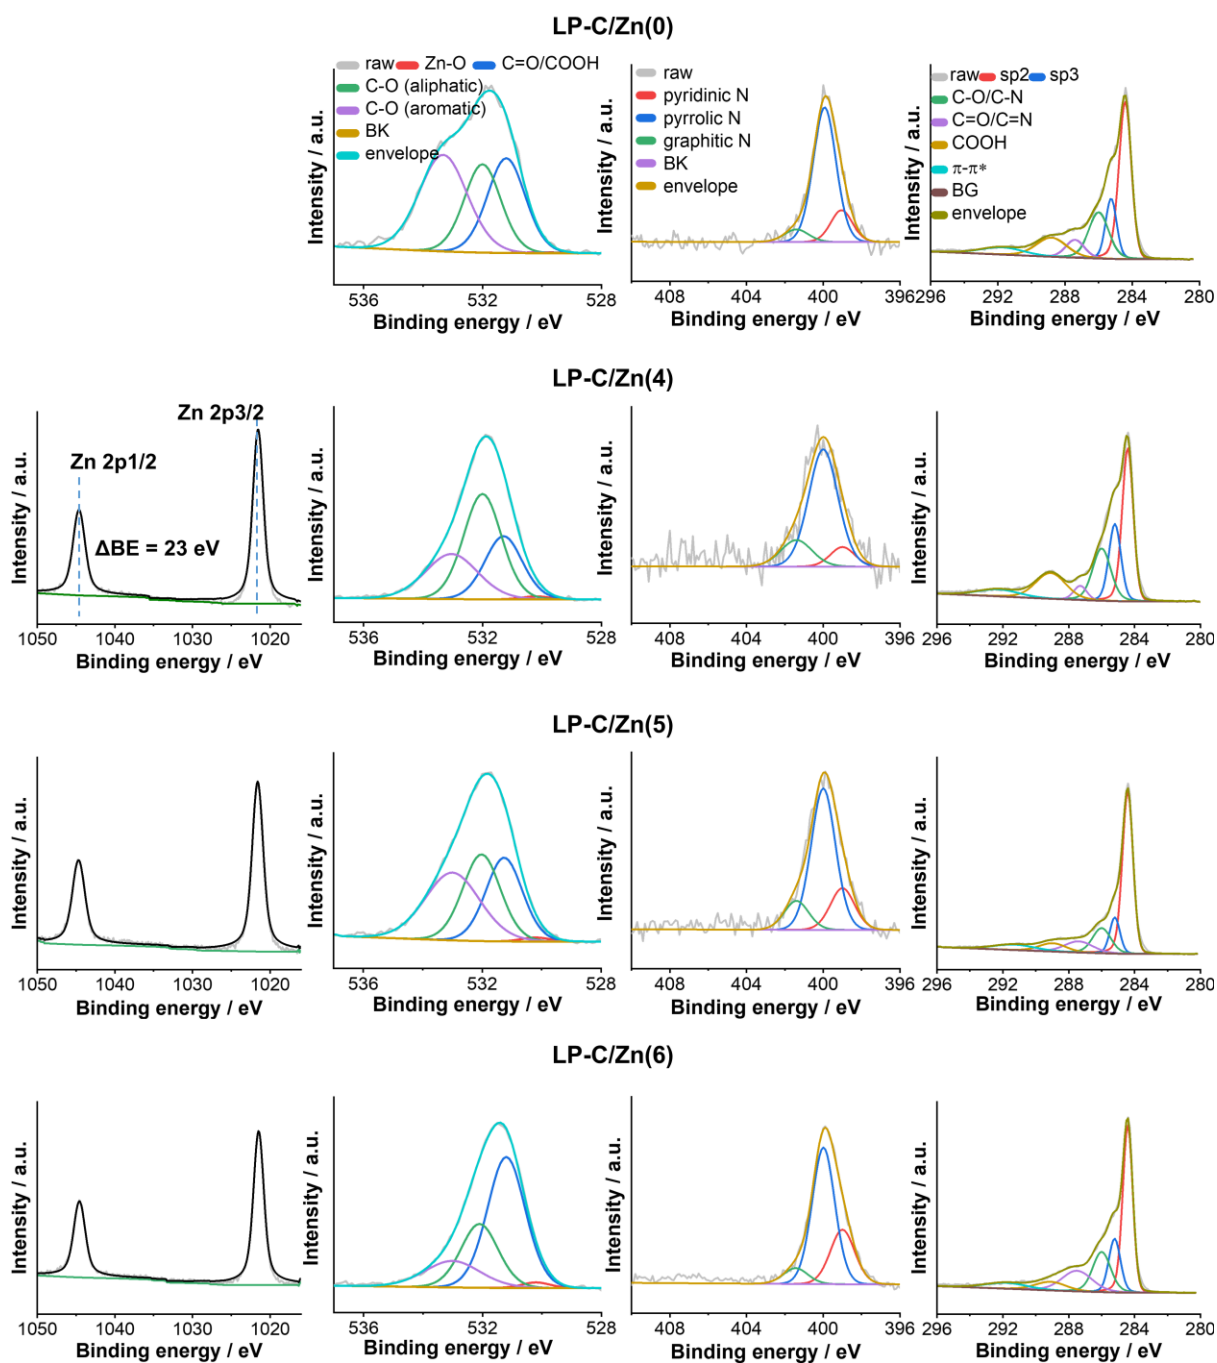 LP-C/Zn(0)
raw Zn-O C=O/COOH
C-O (aliphatic)
C-O (aromatic)
BK
envelope
Intensity / a.u.
536 532 528
Binding energy / eV
raw
pyridinic N
pyrrolic N
graphitic N
BK
envelope
Intensity / a.u.
408 404 400 396
Binding energy / eV
raw sp2 sp3
C-O/C-N
C=O/C=N
COOH
π-π*
BG
envelope
Intensity / a.u.
296 292 288 284 280
Binding energy / eV
LP-C/Zn(4)
Zn 2p3/2
Zn 2p1/2
ΔBE = 23 eV
Intensity / a.u.
1050 1040 1030 1020
Binding energy / eV
Intensity / a.u.
536 532 528
Binding energy / eV
Intensity / a.u.
408 404 400 396
Binding energy / eV
Intensity / a.u.
296 292 288 284 280
Binding energy / eV
LP-C/Zn(5)
Intensity / a.u.
1050 1040 1030 1020
Binding energy / eV
Intensity / a.u.
536 532 528
Binding energy / eV
Intensity / a.u.
408 404 400 396
Binding energy / eV
Intensity / a.u.
296 292 288 284 280
Binding energy / eV
LP-C/Zn(6)
Intensity / a.u.
1050 1040 1030 1020
Binding energy / eV
Intensity / a.u.
536 532 528
Binding energy / eV
Intensity / a.u.
408 404 400 396
Binding energy / eV
Intensity / a.u.
296 292 288 284 280
Binding energy / eV